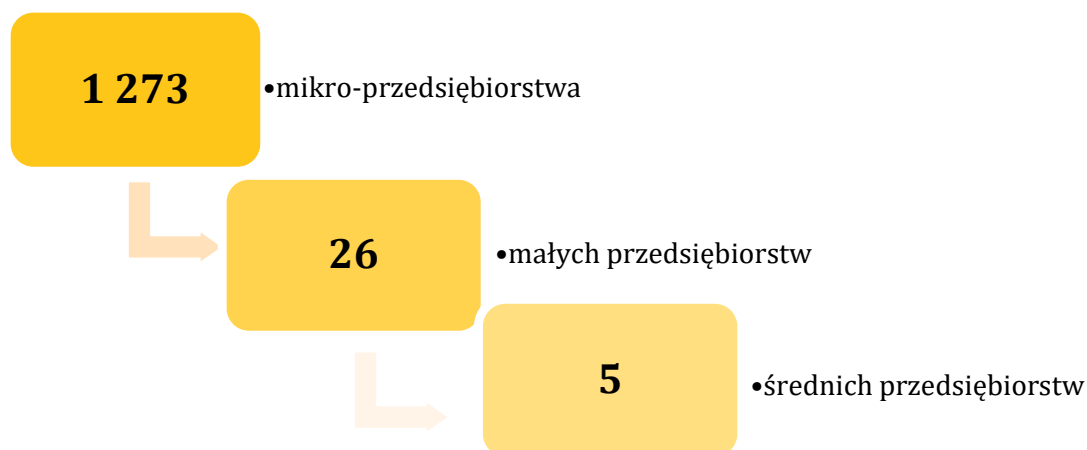 1 273
•mikro-przedsiębiorstwa
26
•małych przedsiębiorstw
5
•średnich przedsiębiorstw